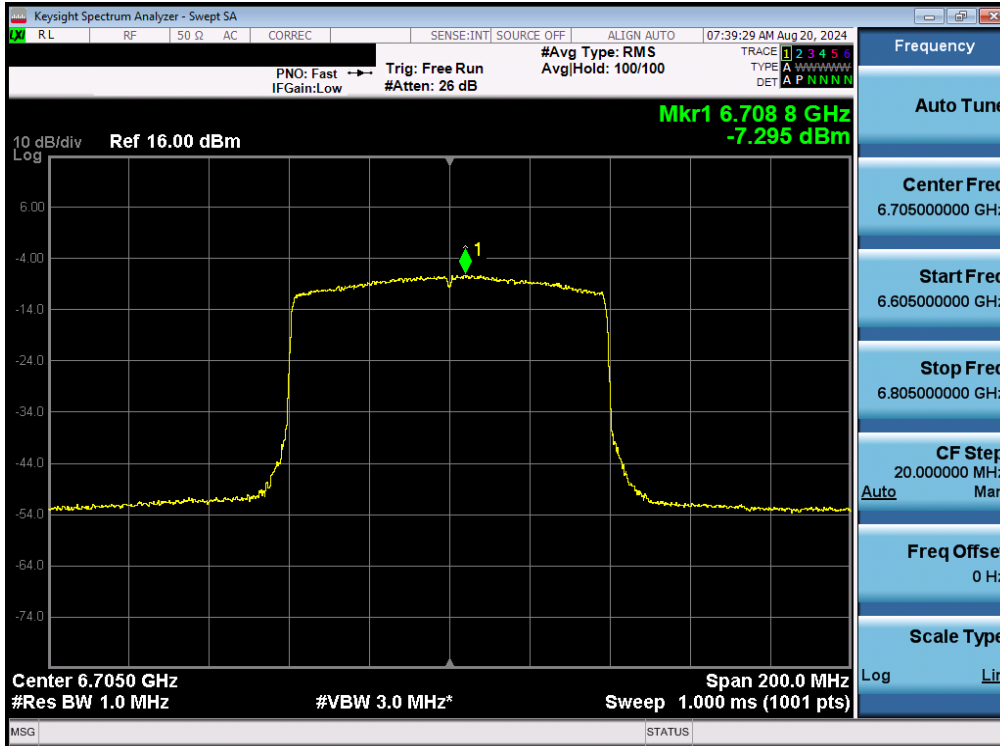 Keysight Spectrum Analyzer - Swept SA
LXI RL RF 50 Ω AC CORREC SENSE:INT SOURCE OFF ALIGN AUTO 07:39:29 AM Aug 20, 2024
PNO: Fast Trig: Free Run #Avg Type: RMS TRACE 1 2 3 4 5 6
IFGain:Low #Atten: 26 dB Avg|Hold: 100/100 TYPE A WWWWW
DET A P N N N N
Mkr1 6.708 8 GHz
-7.295 dBm
10 dB/div Ref 16.00 dBm
Log
6.00
-4.00
-14.0
-24.0
-34.0
-44.0
-54.0
-64.0
-74.0
1
Center 6.7050 GHz Span 200.0 MHz
#Res BW 1.0 MHz #VBW 3.0 MHz* Sweep 1.000 ms (1001 pts)
MSG STATUS
Frequency
Auto Tune
Center Freq
6.705000000 GHz
Start Freq
6.605000000 GHz
Stop Freq
6.805000000 GHz
CF Step
20.000000 MHz
Auto Man
Freq Offset
0 Hz
Scale Type
Log Lin